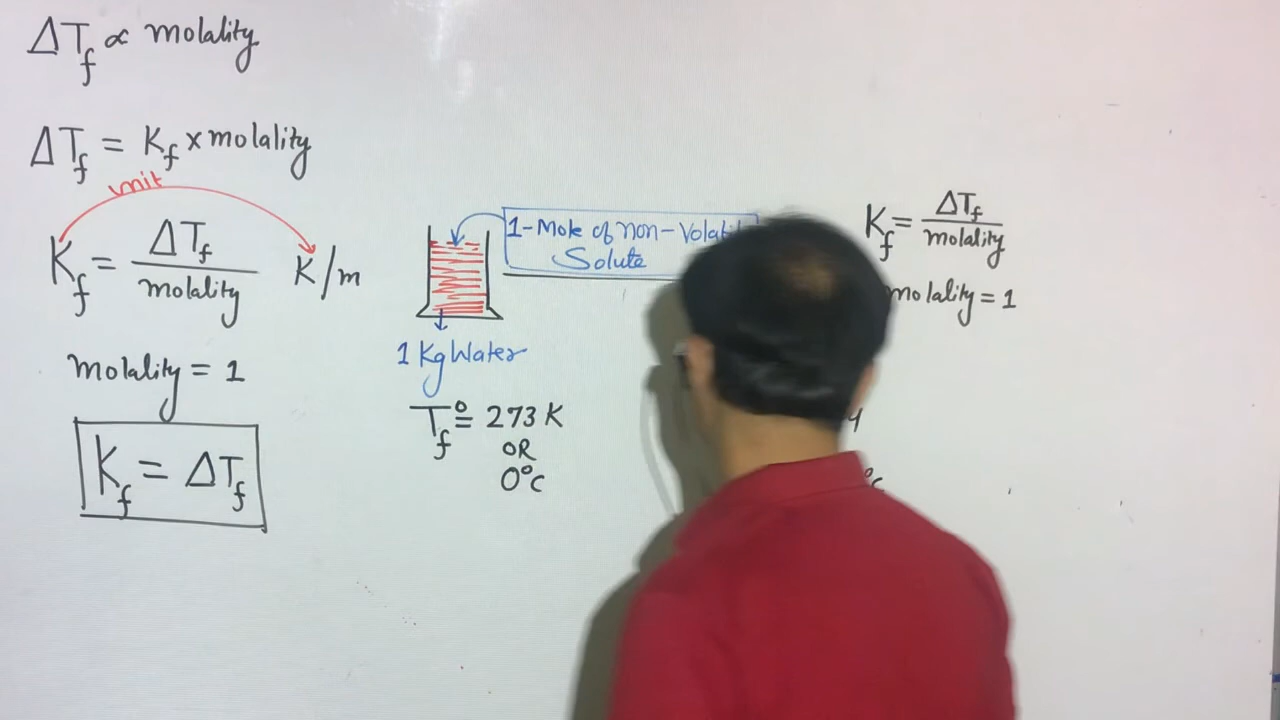 ΔTf ∝ molality
ΔTf = Kf x molality
unit
Kf = ΔTf / molality K/m
molality = 1
Kf = ΔTf
1-Mole of non-
Solute
1 Kg Water
Tf° = 273 K
OR
0°C
Kf = ΔTf / molality
molality = 1